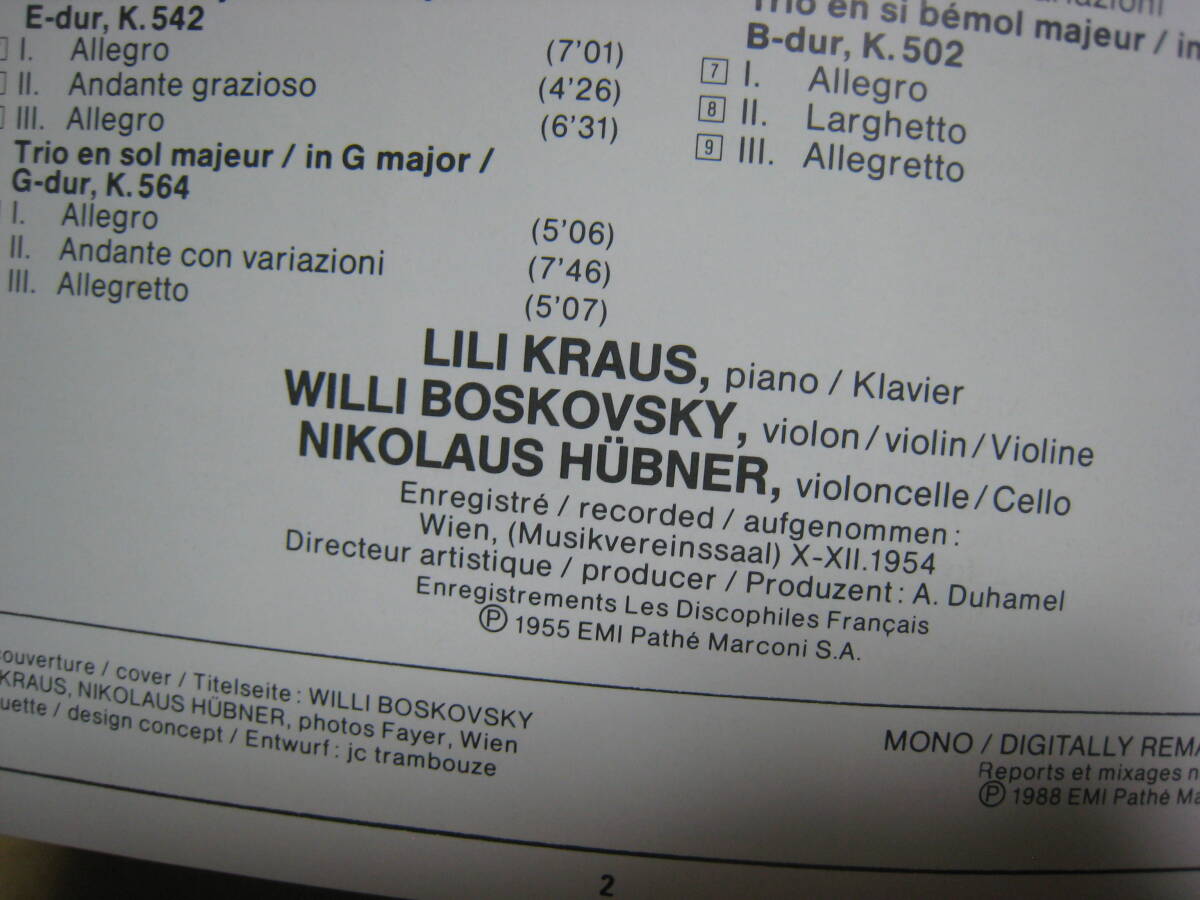 E-dur, K. 542
I. Allegro (7'01)
II. Andante grazioso (4'26)
III. Allegro (6'31)
Trio en sol majeur / in G major /
G-dur, K. 564
I. Allegro (5'06)
II. Andante con variazioni (7'46)
III. Allegretto (5'07)
Trio en si bémol majeur / in
B-dur, K. 502
7 I. Allegro
8 II. Larghetto
9 III. Allegretto
LILI KRAUS, piano / Klavier
WILLI BOSKOVSKY, violon / violin / Violine
NIKOLAUS HÜBNER, violoncelle / Cello
Enregistré / recorded / aufgenommen :
Wien, (Musikvereinssaal) X-XII.1954
Directeur artistique / producer / Produzent : A. Duhamel
Enregistrements Les Discophiles Français
℗ 1955 EMI Pathé Marconi S.A.
couverture / cover / Titelseite : WILLI BOSKOVSKY
KRAUS, NIKOLAUS HÜBNER, photos Fayer, Wien
uette / design concept / Entwurf : jc trambouze
MONO / DIGITALLY REMA
Reports et mixages n
℗ 1988 EMI Pathé Ma
2